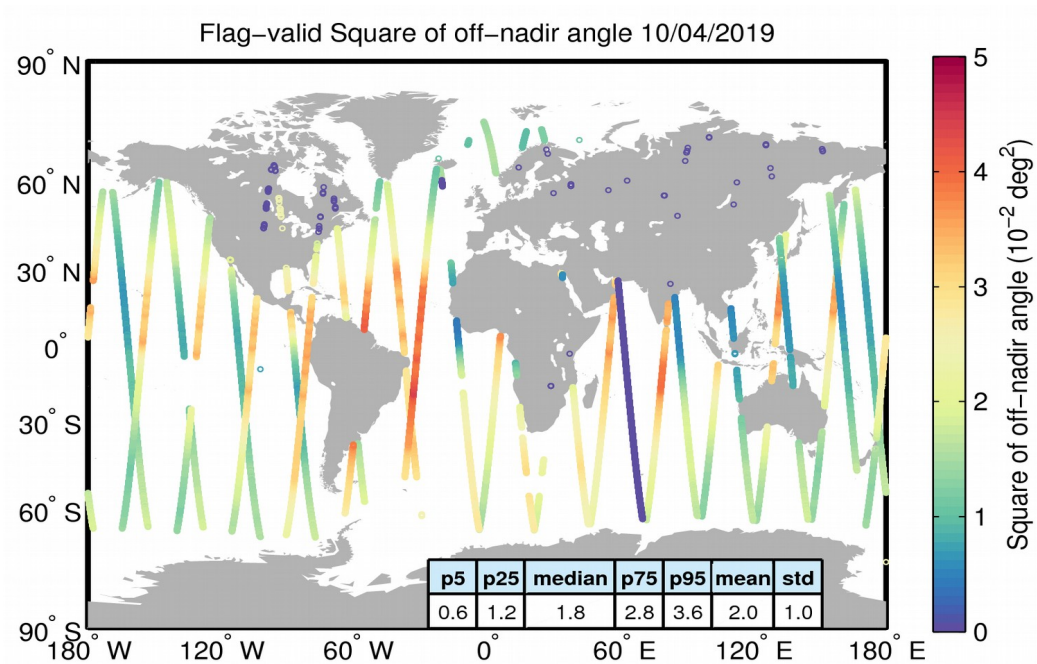 Flag−valid Square of off−nadir angle 10/04/2019
90° N
60° N
30° N
0°
30° S
60° S
90° S
180° W
120° W
60° W
0°
60° E
120° E
180° E
p5 p25 median p75 p95 mean std
0.6 1.2 1.8 2.8 3.6 2.0 1.0
5
4
3
2
1
0
Square of off−nadir angle (10⁻² deg²)